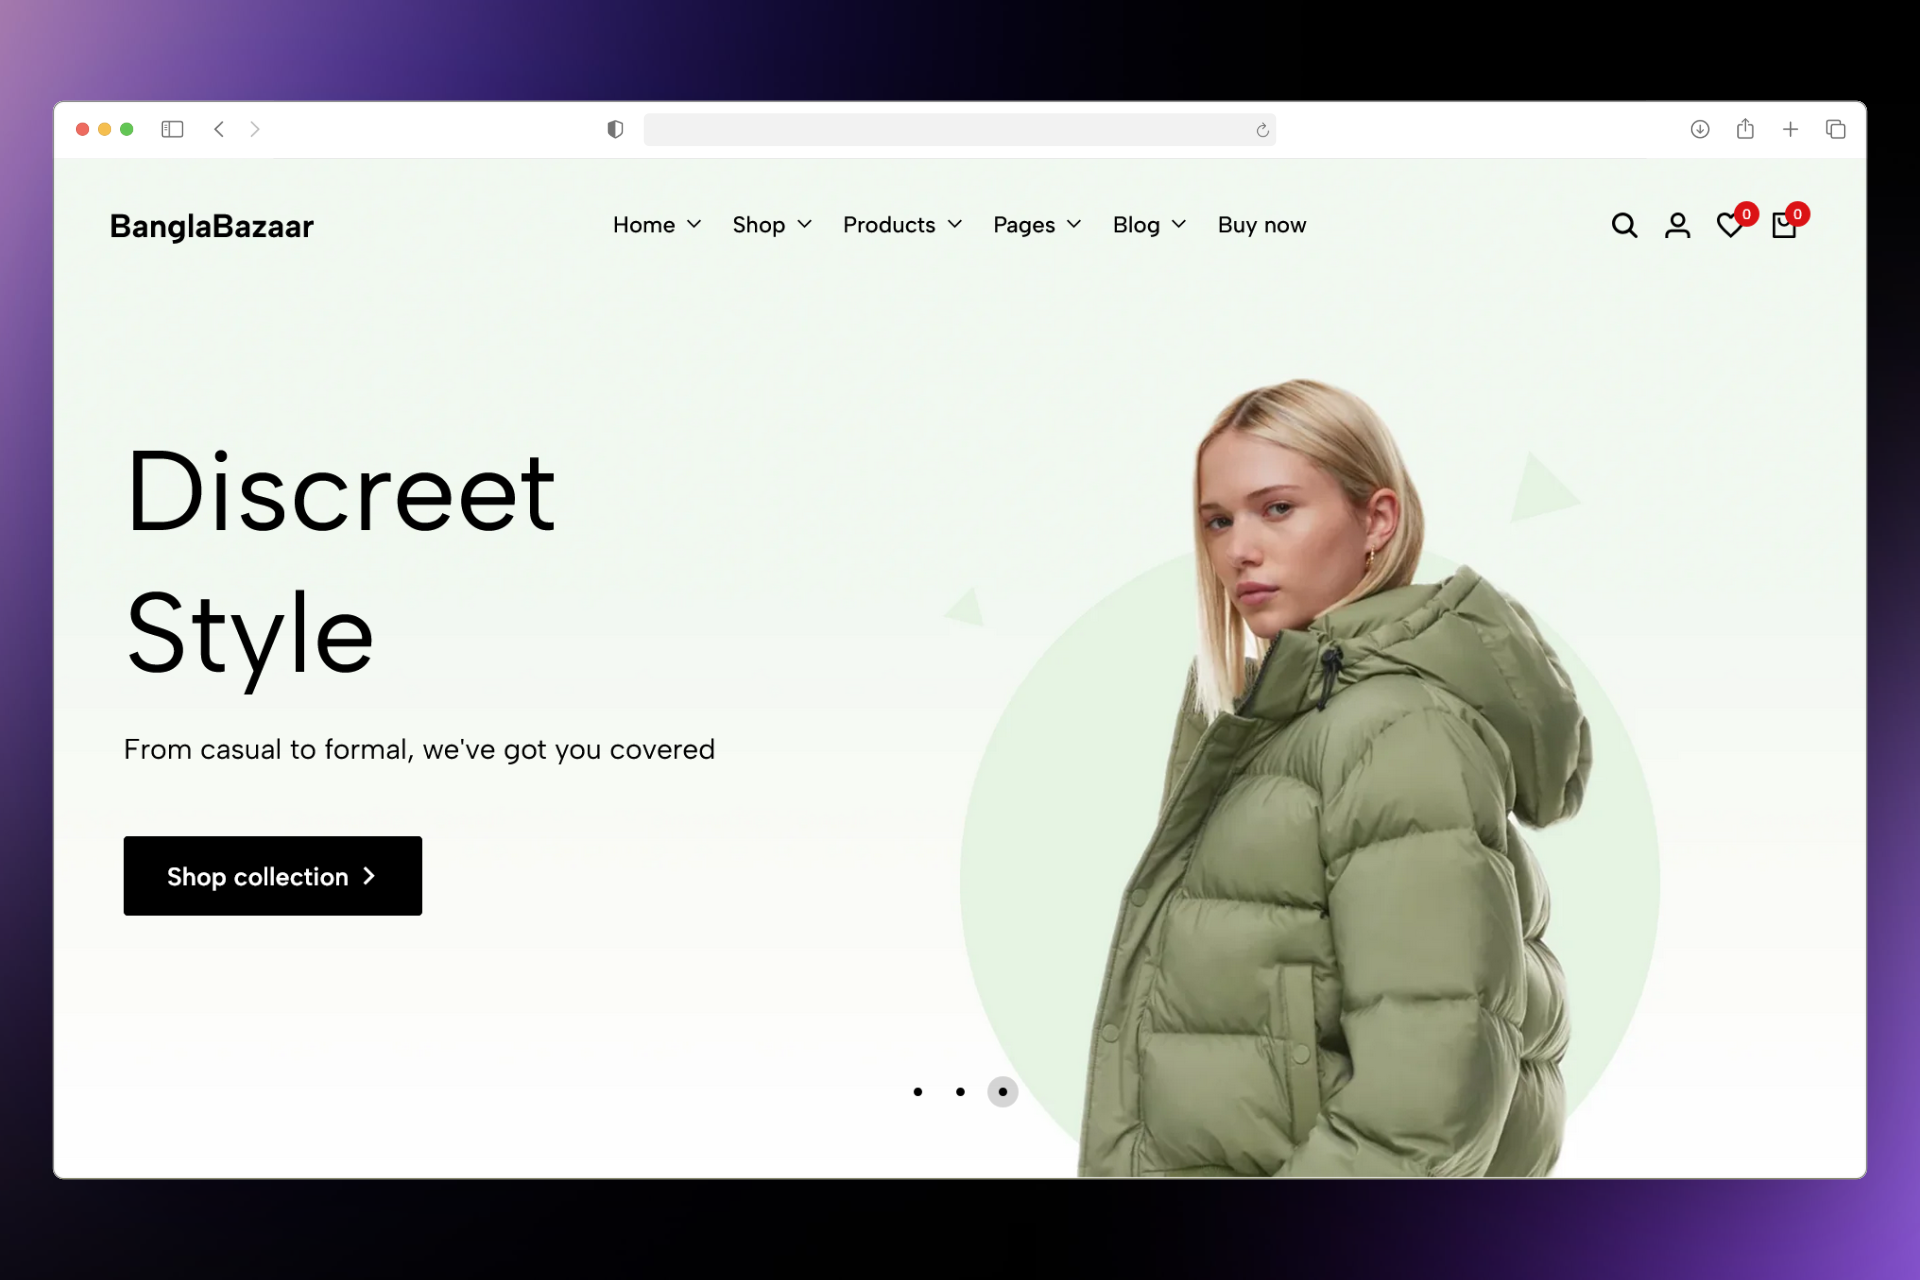 BanglaBazaar
Home Shop Products Pages Blog Buy now
0 0
Discreet
Style
From casual to formal, we've got you covered
Shop collection